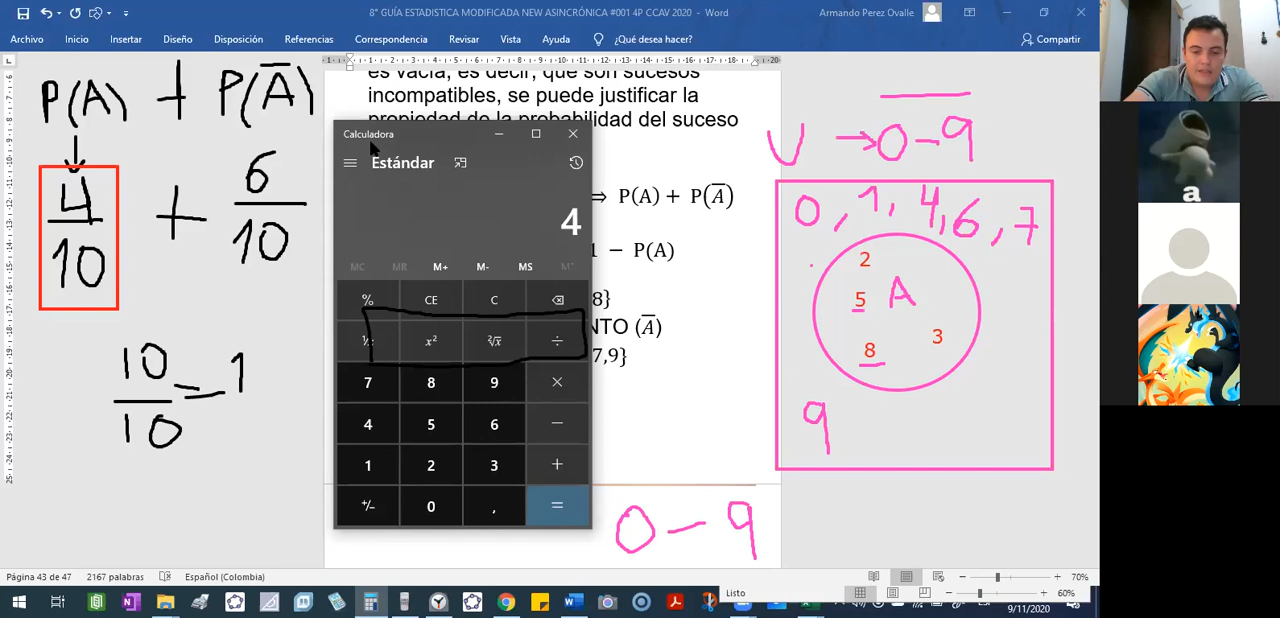 8° GUÍA ESTADISTICA MODIFICADA NEW ASINCRÓNICA #001 4P CCAV 2020 - Word
Armando Perez Ovalle
Archivo Inicio Insertar Diseño Disposición Referencias Correspondencia Revisar Vista Ayuda ¿Qué desea hacer? Compartir
es vacía, es decir, que son sucesos
incompatibles, se puede justificar la
propiedad de la probabilidad del suceso
P(A) + P(A̅)
4/10 + 6/10
10/10 = 1
Calculadora
Estándar
4
MC MR M+ M- MS M˅
% CE C
⅟ x² ²√x ÷
7 8 9 ×
4 5 6 −
1 2 3 +
+/- 0 , =
⇒ P(A) + P(A̅)
1 − P(A)
8}
NTO (A̅)
7,9}
0 - 9
U → 0 - 9
0, 1, 4, 6, 7
2
5 A
8 3
9
a
Página 43 de 47 2167 palabras Español (Colombia)
70%
Listo
60%
9/11/2020